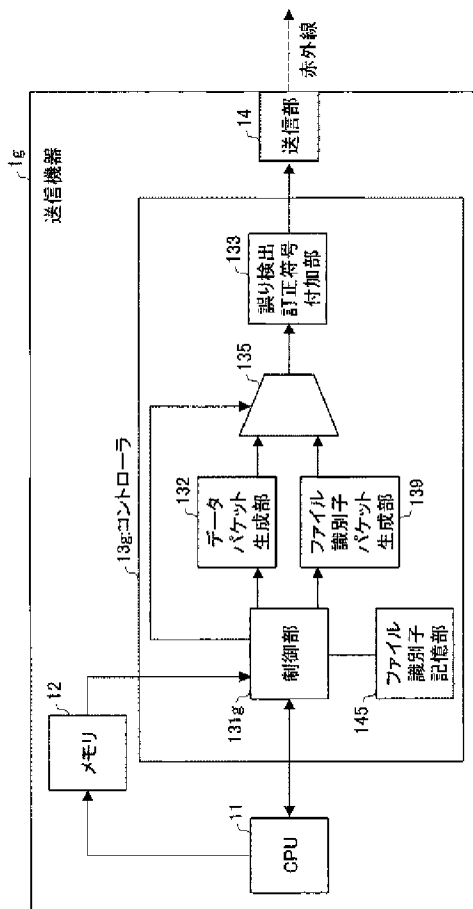 1g
送信機器
12
メモリ
11
CPU
13g:コントローラ
131g
制御部
145
ファイル
識別子
記憶部
132
データ
パケット
生成部
ファイル
識別子
パケット
生成部
139
135
133
誤り検出
訂正符号
付加部
14
送信部
赤外線